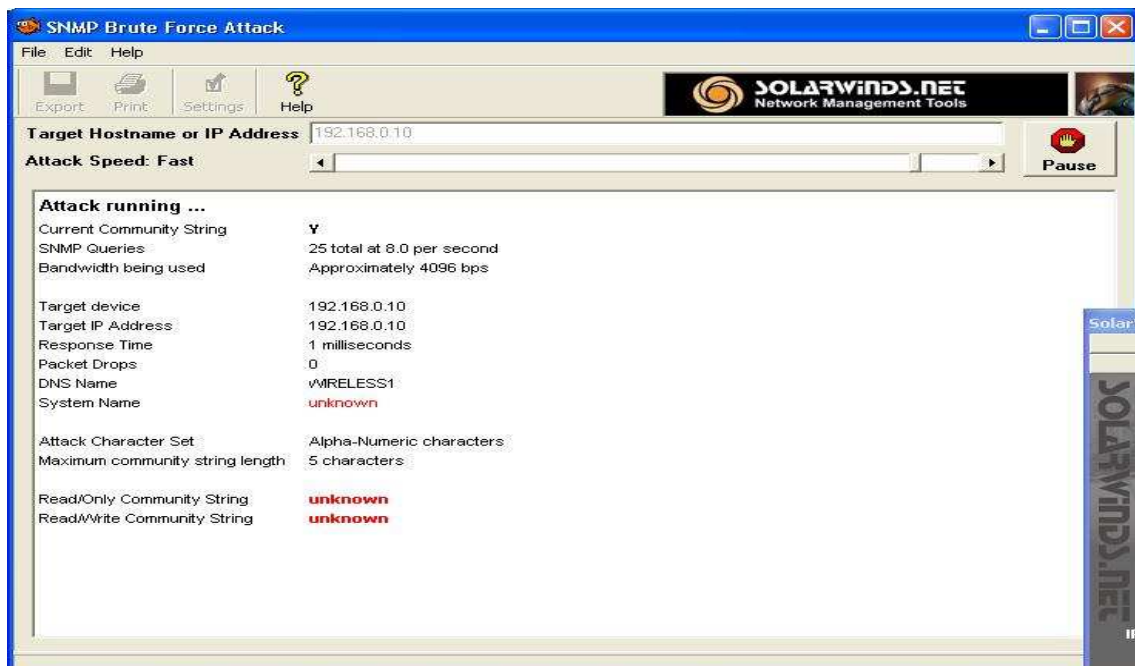 SNMP Brute Force Attack
File Edit Help
Export Print Settings Help
SOLARWINDS.NET
Network Management Tools
Target Hostname or IP Address 192.168.0.10
Attack Speed: Fast
Pause
Attack running ...
Current Community String Y
SNMP Queries 25 total at 8.0 per second
Bandwidth being used Approximately 4096 bps
Target device 192.168.0.10
Target IP Address 192.168.0.10
Response Time 1 milliseconds
Packet Drops 0
DNS Name WIRELESS1
System Name unknown
Attack Character Set Alpha-Numeric characters
Maximum community string length 5 characters
Read/Only Community String unknown
Read/Write Community String unknown
Solar
SOLARWINDS.NET